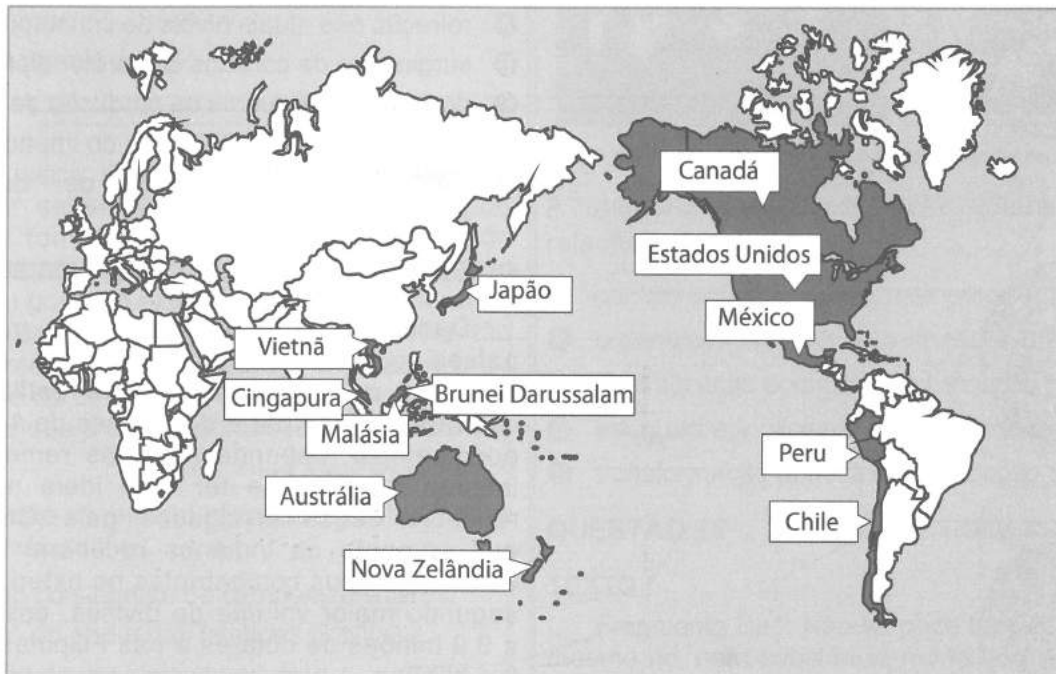 Canadá
Estados Unidos
Japão
México
Vietnã
Cingapura
Brunei Darussalam
Malásia
Peru
Austrália
Chile
Nova Zelândia